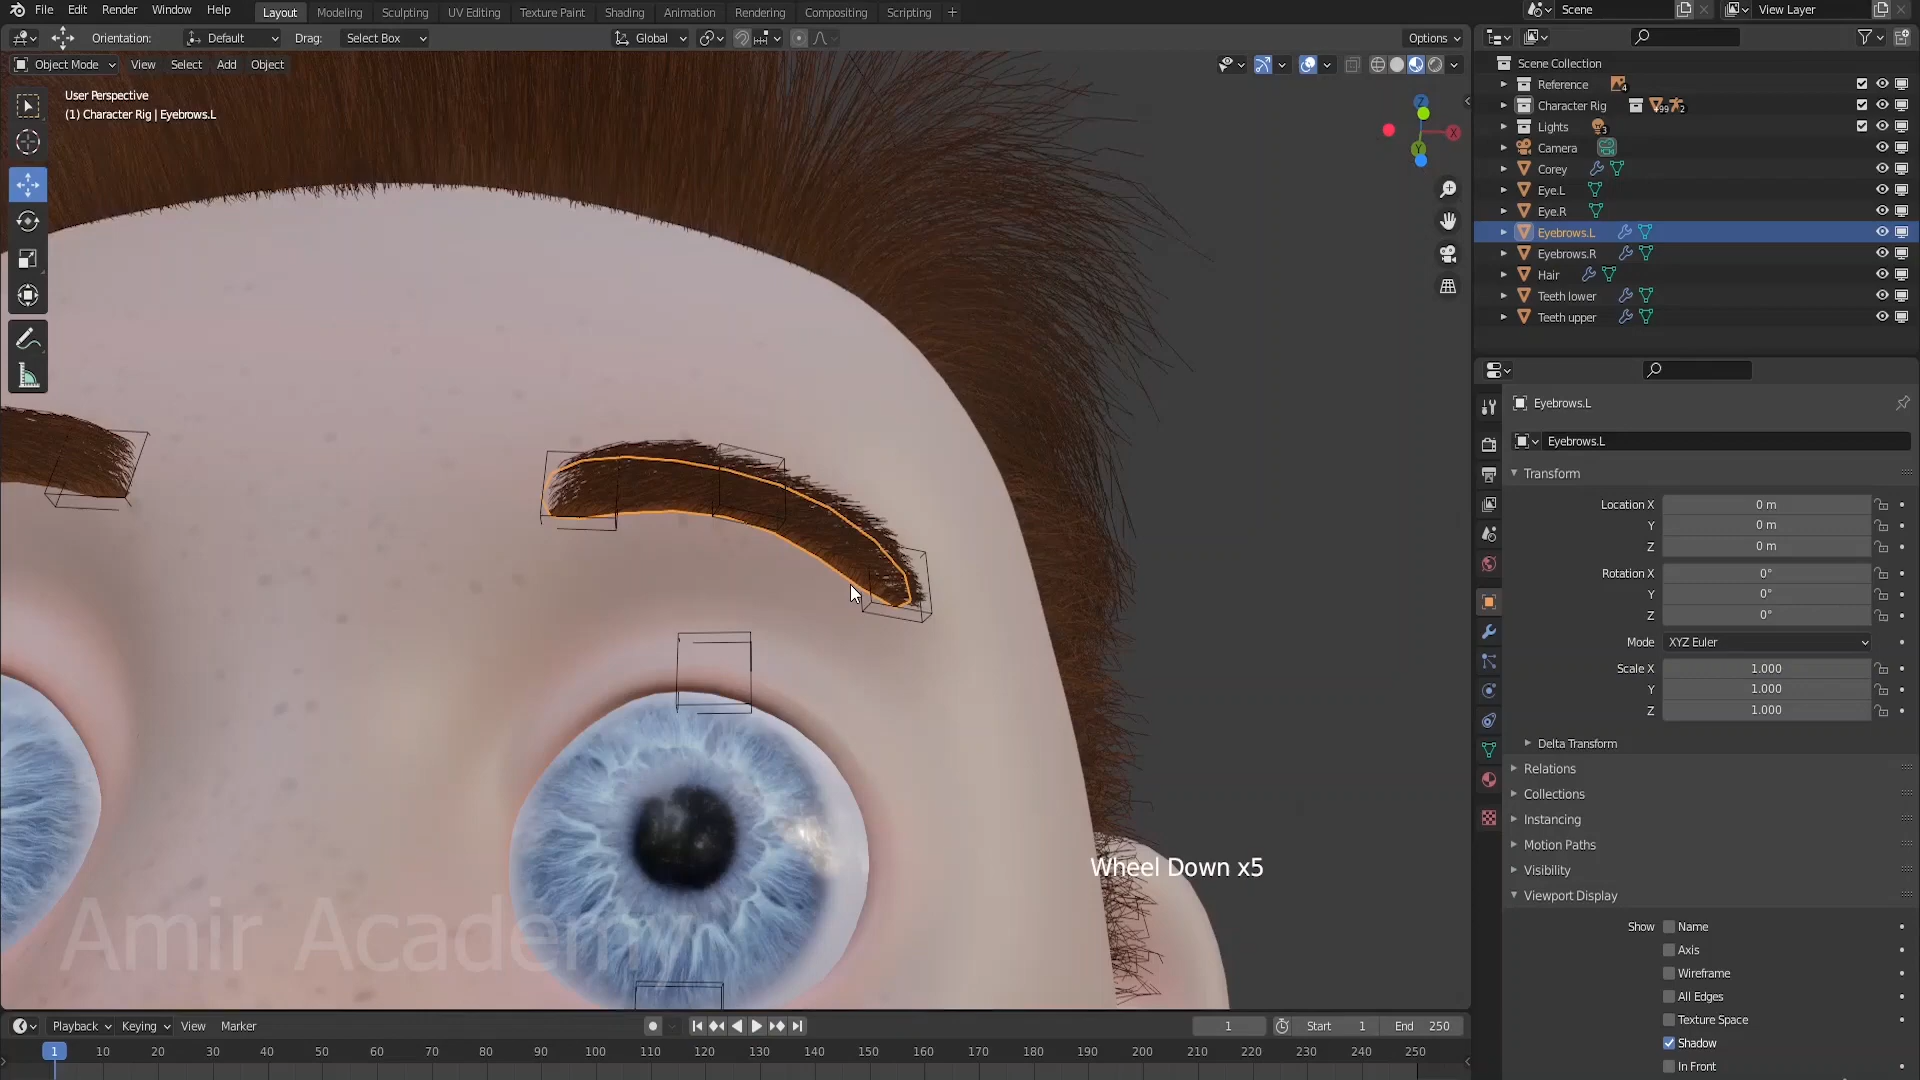 File Edit Render Window Help
Layout Modeling Sculpting UV Editing Texture Paint Shading Animation Rendering Compositing Scripting +
Scene View Layer
Orientation: Default Drag: Select Box Global Options
Object Mode View Select Add Object
User Perspective
(1) Character Rig | Eyebrows.L
Z
X
Y
Scene Collection
Reference 4
Character Rig 99 2
Lights 3
Camera
Corey
Eye.L
Eye.R
Eyebrows.L
Eyebrows.R
Hair
Teeth lower
Teeth upper
Eyebrows.L
Eyebrows.L
Transform
Location X 0 m
Y 0 m
Z 0 m
Rotation X 0°
Y 0°
Z 0°
Mode XYZ Euler
Scale X 1.000
Y 1.000
Z 1.000
Delta Transform
Relations
Collections
Instancing
Motion Paths
Visibility
Viewport Display
Show Name
Axis
Wireframe
All Edges
Texture Space
Shadow
In Front
Wheel Down x5
Amir Academy
Playback Keying View Marker 1 Start 1 End 250
1 10 20 30 40 50 60 70 80 90 100 110 120 130 140 150 160 170 180 190 200 210 220 230 240 250